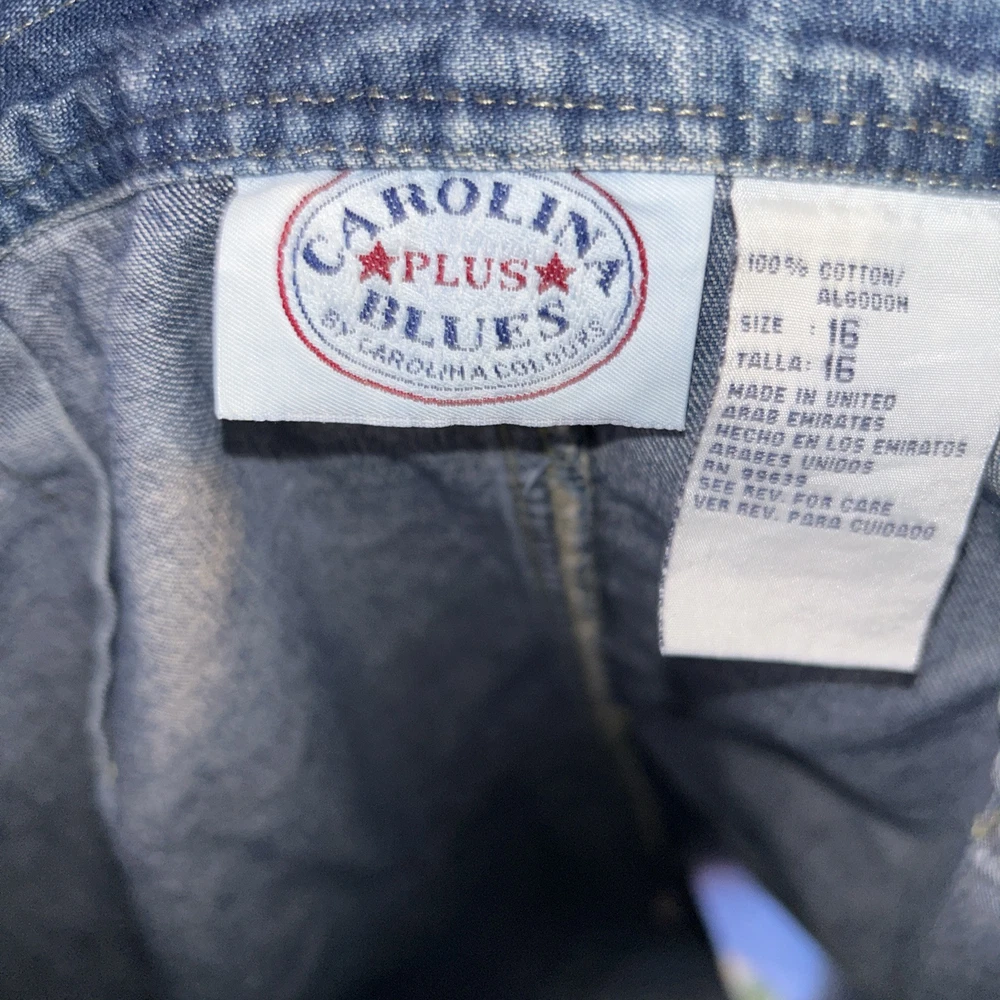 CAROLINA
PLUS
BLUES
BY CAROLINA COLOURS
100% COTTON/
ALGODON
SIZE : 16
TALLA: 16
MADE IN UNITED
ARAB EMIRATES
HECHO EN LOS EMIRATOS
ARABES UNIDOS
RN 99639
SEE REV. FOR CARE
VER REV. PARA CUIDADO